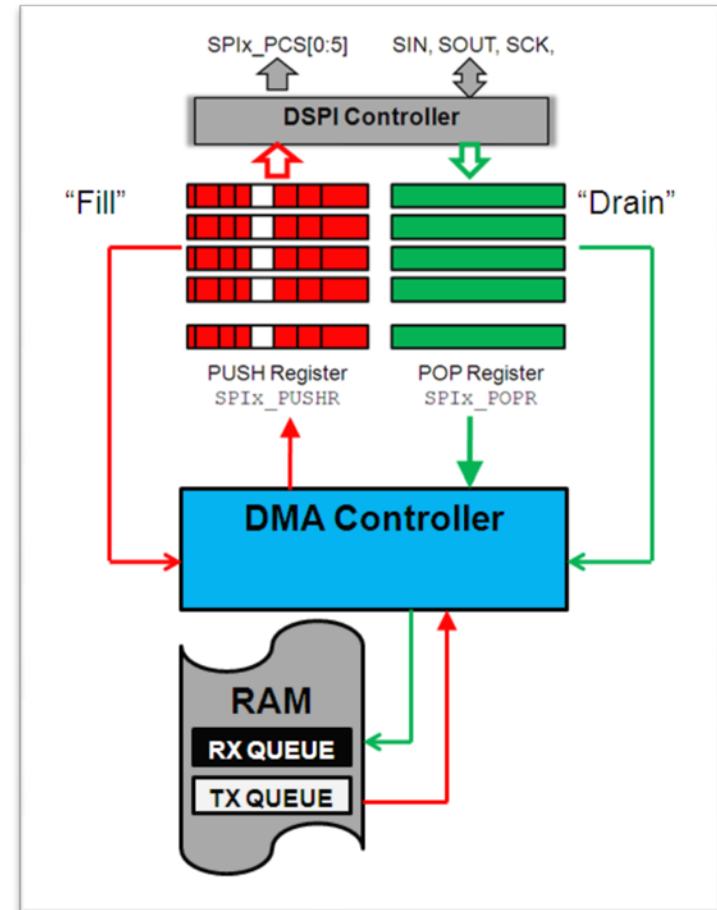 SPIx_PCS[0:5]
SIN, SOUT, SCK,
DSPI Controller
“Fill”
“Drain”
PUSH Register
SPIx_PUSHR
POP Register
SPIx_POPR
DMA Controller
RAM
RX QUEUE
TX QUEUE